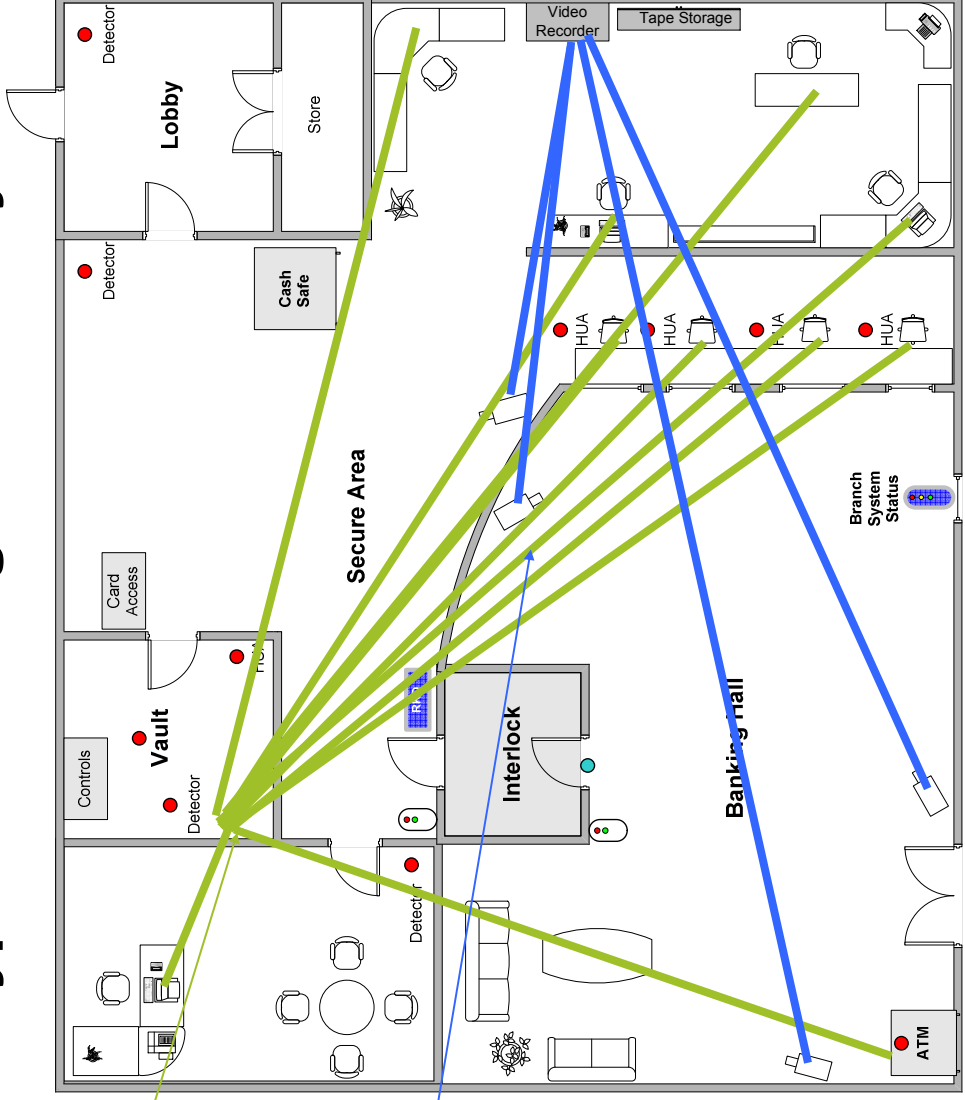 Video
Recorder
Tape Storage
Detector
Lobby
Store
Detector
Cash
Safe
HUA
HUA
HUA
HUA
Secure Area
Branch
System
Status
Card
Access
Vault
Controls
Detector
Interlock
Banking Hall
Detector
ATM